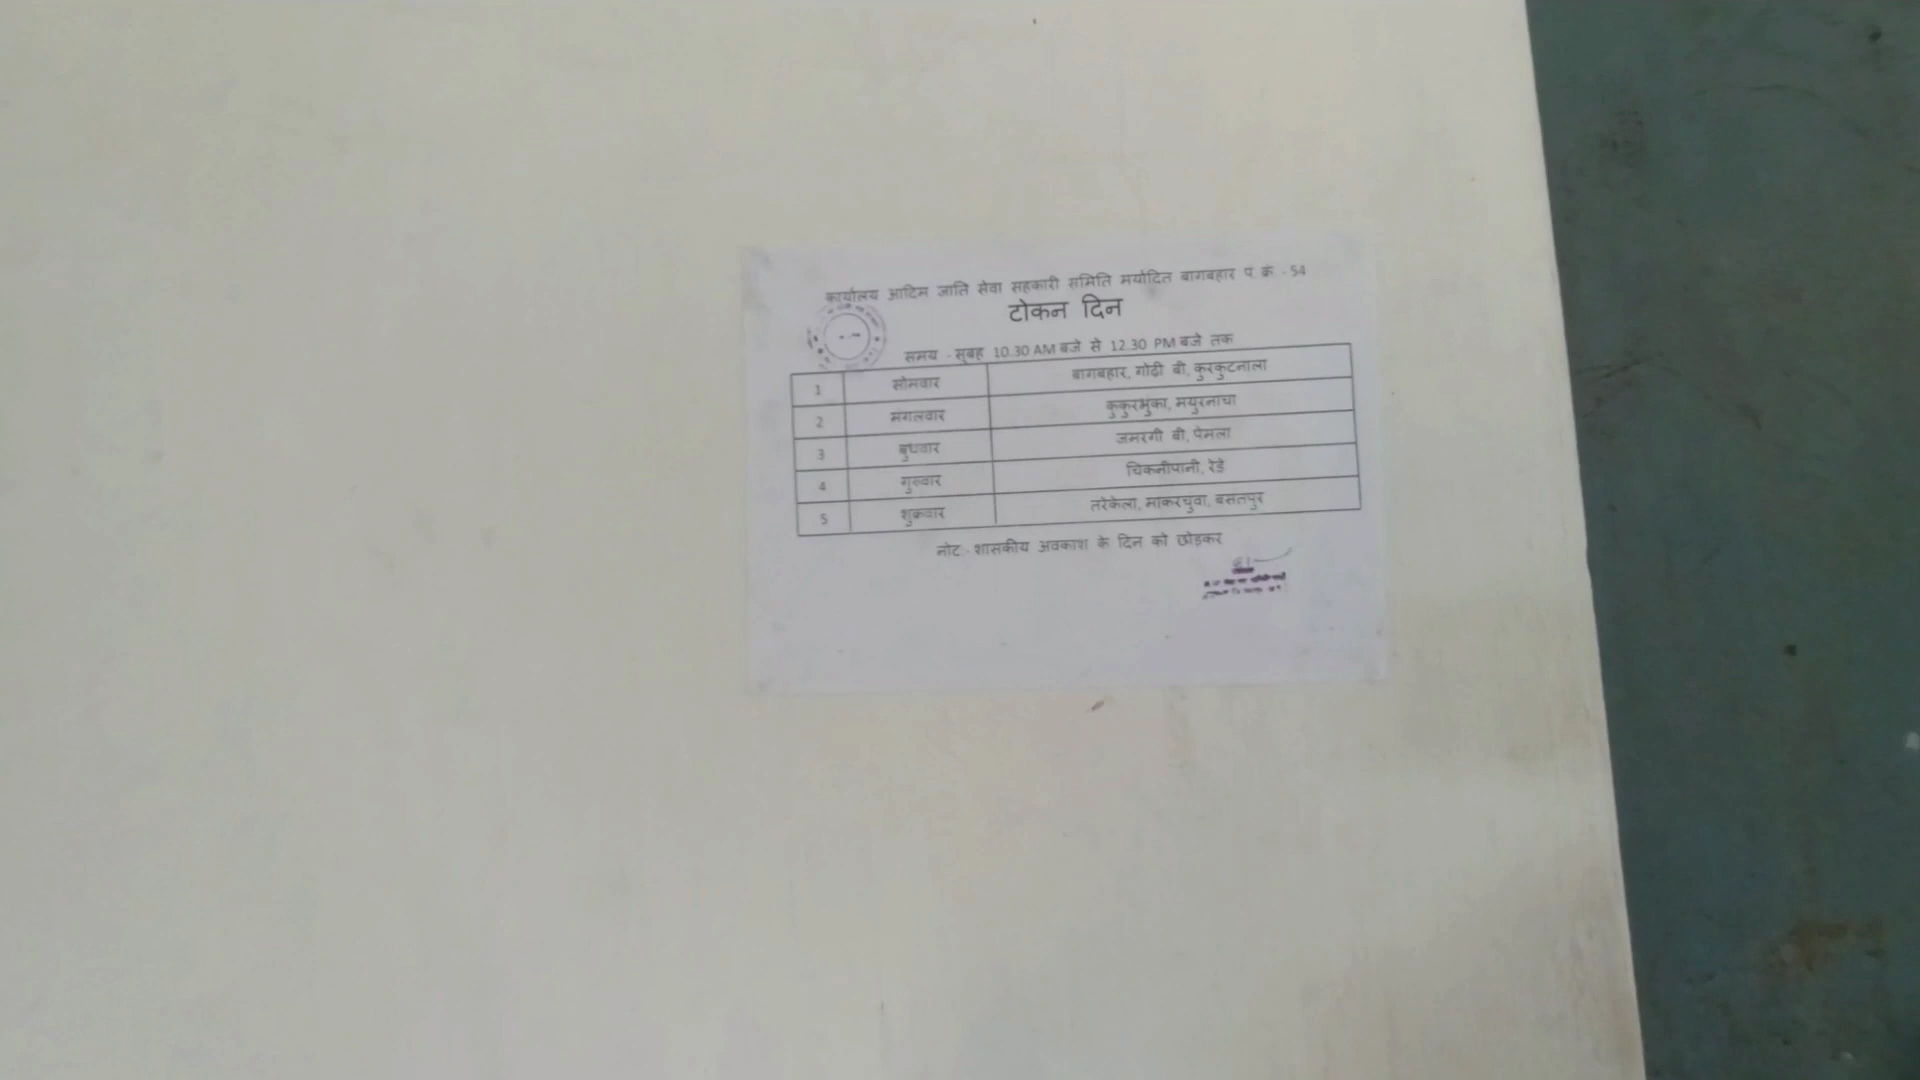 कार्यालय आदिम जाति सेवा सहकारी समिति मर्यादित बागबहार प क्रं - 54
टोकन दिन
समय - सुबह 10.30 AM बजे से 12.30 PM बजे तक
1 सोमवार बागबहार, गोढी बी, कुरकुटनाला
2 मंगलवार कुकुरभुंका, मयुरनाचा
3 बुधवार जमरगी बी, पेमला
4 गुरुवार चिकनीपानी, रेडे
5 शुक्रवार तरेकेला, माकरचुवा, बसंतपुर
नोट:- शासकीय अवकाश के दिन को छोड़कर